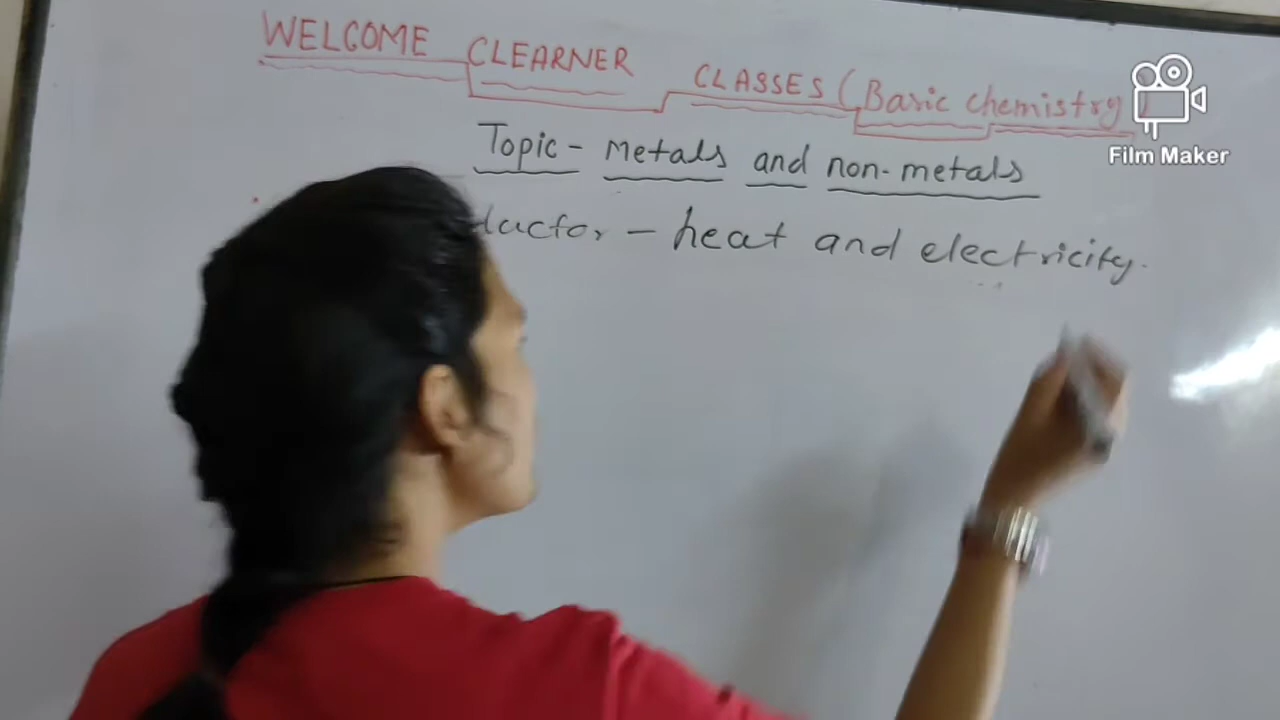 WELCOME CLEARNER CLASSES (Basic chemistry)
Film Maker
Topic - Metals and non-metals
ductor - heat and electricity.